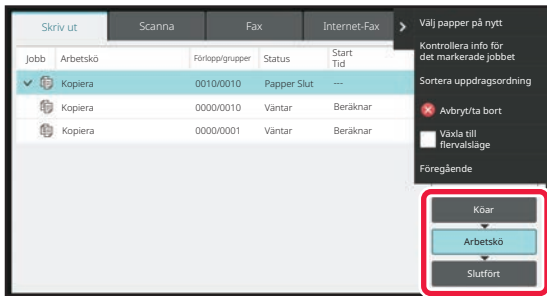 Skriv ut Scanna Fax Internet-Fax
Jobb Arbetskö Förlopp/grupper Status Start Tid
Kopiera 0010/0010 Papper Slut ---
Kopiera 0000/0010 Väntar Beräknar
Kopiera 0000/0001 Väntar Beräknar
Välj papper på nytt
Kontrollera info för
det markerade jobbet
Sortera uppdragsordning
Avbryt/ta bort
Växla till
flervalsläge
Föregående
Köar
Arbetskö
Slutfört